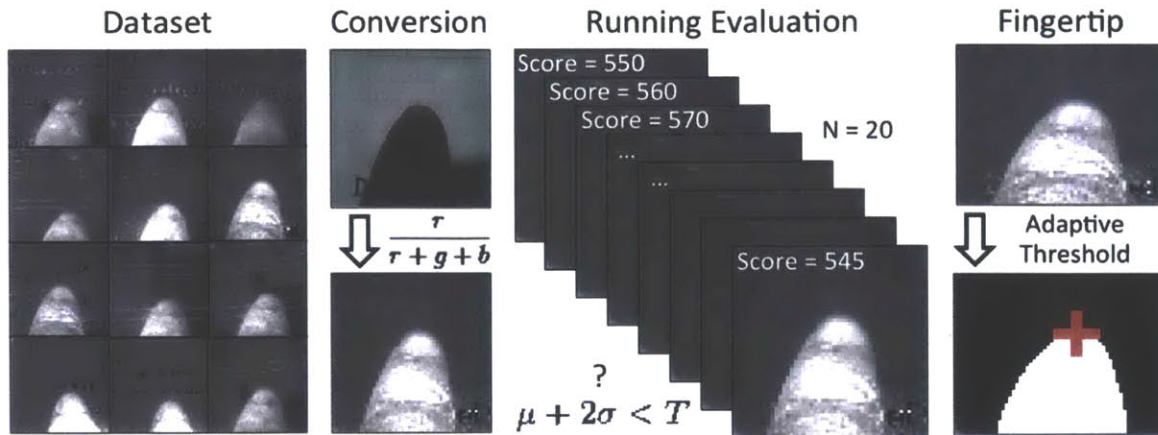 Dataset
Conversion
Running Evaluation
Fingertip
r
r + g + b
Score = 550
Score = 560
Score = 570
...
...
Score = 545
N = 20
?
μ + 2σ < T
Adaptive
Threshold